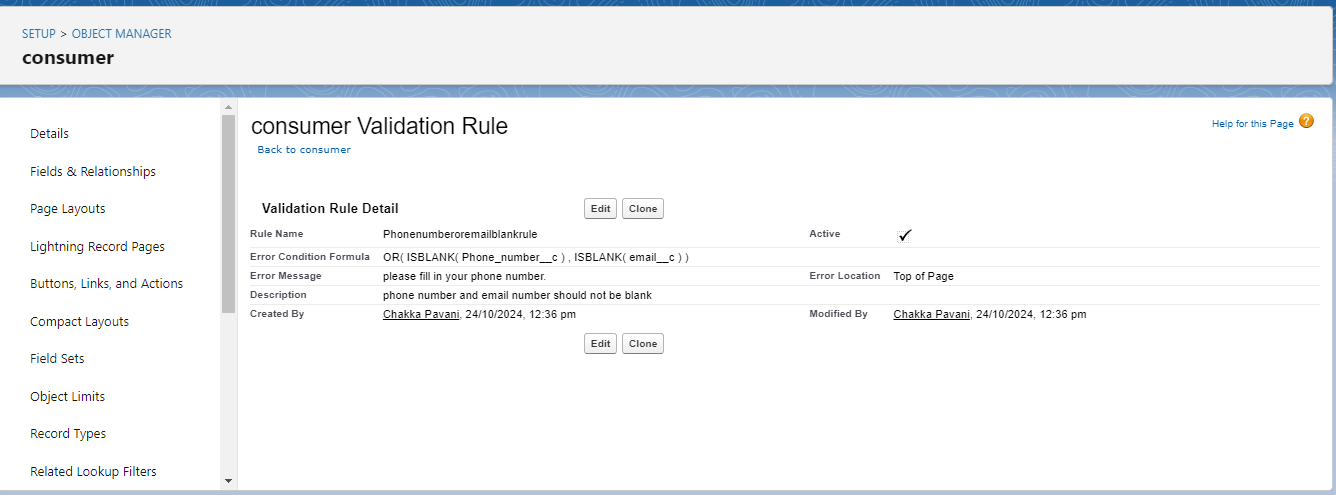 SETUP > OBJECT MANAGER
consumer
Details
Fields & Relationships
Page Layouts
Lightning Record Pages
Buttons, Links, and Actions
Compact Layouts
Field Sets
Object Limits
Record Types
Related Lookup Filters
consumer Validation Rule
Help for this Page ?
Back to consumer
Validation Rule Detail Edit Clone
Rule Name Phonenumberoremailblankrule Active ✓
Error Condition Formula OR( ISBLANK( Phone_number__c ) , ISBLANK( email__c ) )
Error Message please fill in your phone number. Error Location Top of Page
Description phone number and email number should not be blank
Created By Chakka Pavani, 24/10/2024, 12:36 pm Modified By Chakka Pavani, 24/10/2024, 12:36 pm
Edit Clone